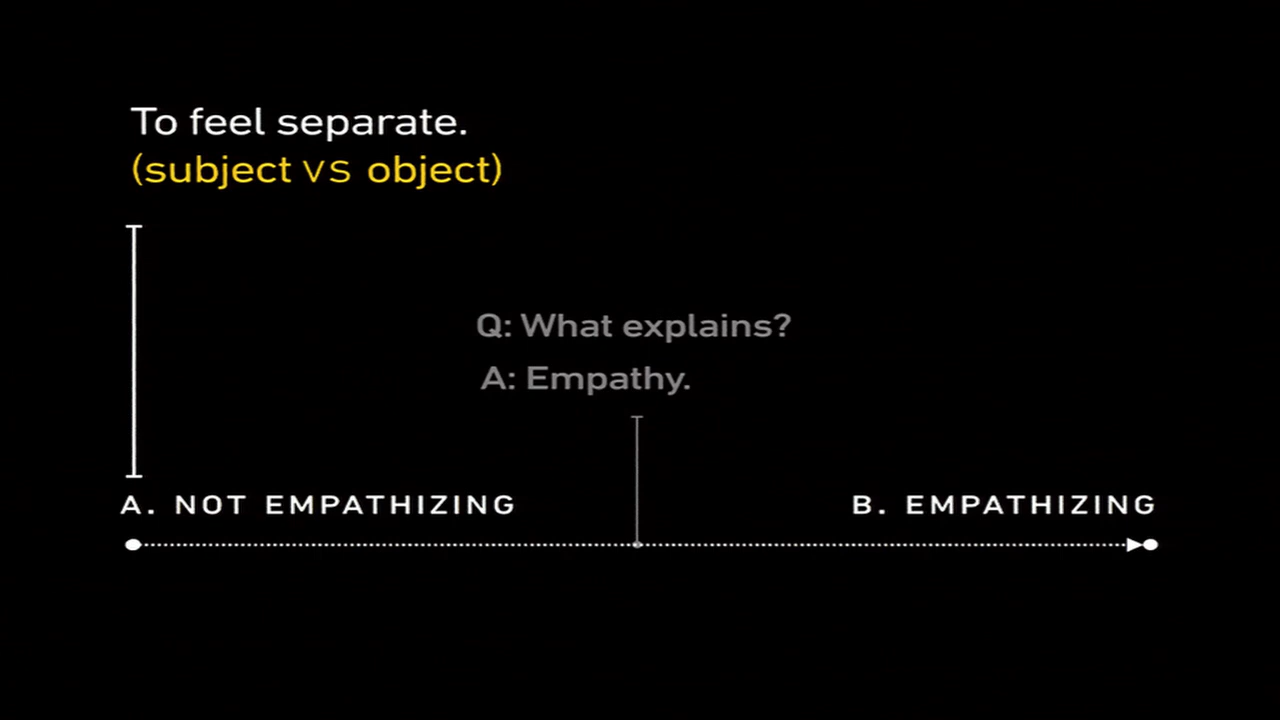 To feel separate.
(subject vs object)
Q: What explains?
A: Empathy.
A. NOT EMPATHIZING
B. EMPATHIZING